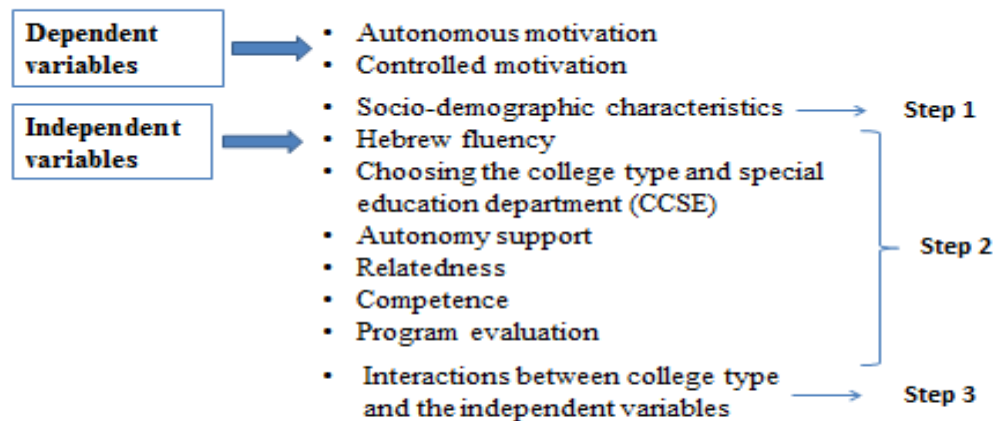 Dependent
variables
• Autonomous motivation
• Controlled motivation
Independent
variables
• Socio-demographic characteristics
Step 1
• Hebrew fluency
• Choosing the college type and special
education department (CCSE)
• Autonomy support
• Relatedness
• Competence
• Program evaluation
Step 2
• Interactions between college type
and the independent variables
Step 3